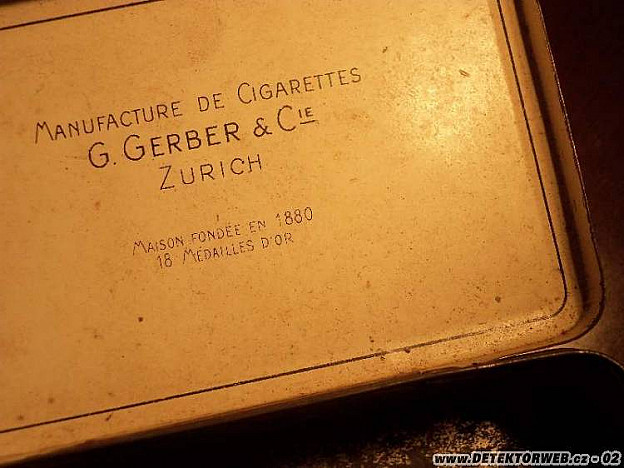 MANUFACTURE DE CIGARETTES
G. GERBER & CIE
ZURICH
MAISON FONDÉE EN 1880
18 MÉDAILLES D'OR
www.DETEKTORWEB.cz - 02